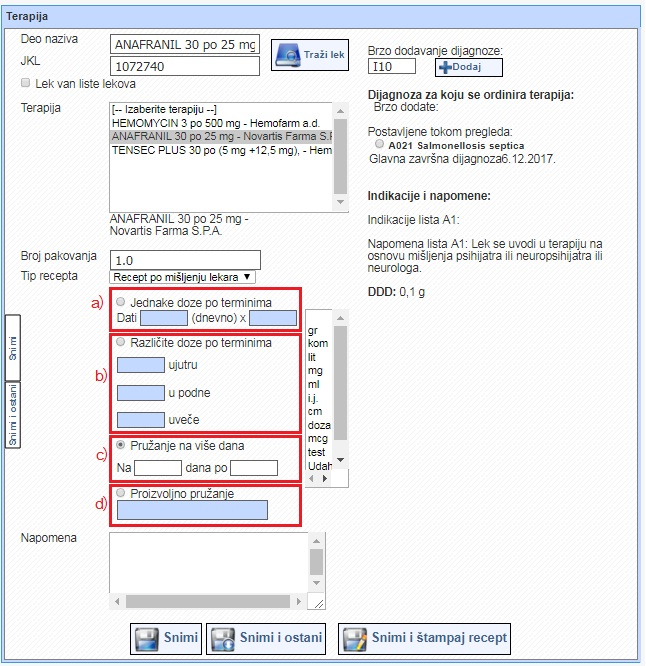 Terapija
Deo naziva
ANAFRANIL 30 po 25 mg
JKL
1072740
Traži lek
Lek van liste lekova
Terapija
[-- Izaberite terapiju --]
HEMOMYCIN 3 po 500 mg - Hemofarm a.d.
ANAFRANIL 30 po 25 mg - Novartis Farma S.P.
TENSEC PLUS 30 po (5 mg +12,5 mg), - Hem
ANAFRANIL 30 po 25 mg -
Novartis Farma S.P.A.
Broj pakovanja
1.0
Tip recepta
Recept po mišljenju lekara
a)
Jednake doze po terminima
Dati (dnevno) x
b)
Različite doze po terminima
ujutru
u podne
uveče
c)
Pružanje na više dana
Na dana po
d)
Proizvoljno pružanje
gr
kom
lit
mg
ml
i.j.
cm
doza
mcg
test
Udah
Napomena
Snimi
Snimi i ostani
Snimi
Snimi i ostani
Snimi i štampaj recept
Brzo dodavanje dijagnoze:
I10
Dodaj
Dijagnoza za koju se ordinira terapija:
Brzo dodate:
Postavljene tokom pregleda:
A021 Salmonellosis septica
Glavna završna dijagnoza6.12.2017.
Indikacije i napomene:
Indikacije lista A1:
Napomena lista A1: Lek se uvodi u terapiju na
osnovu mišljenja psihijatra ili neuropsihijatra ili
neurologa.
DDD: 0,1 g